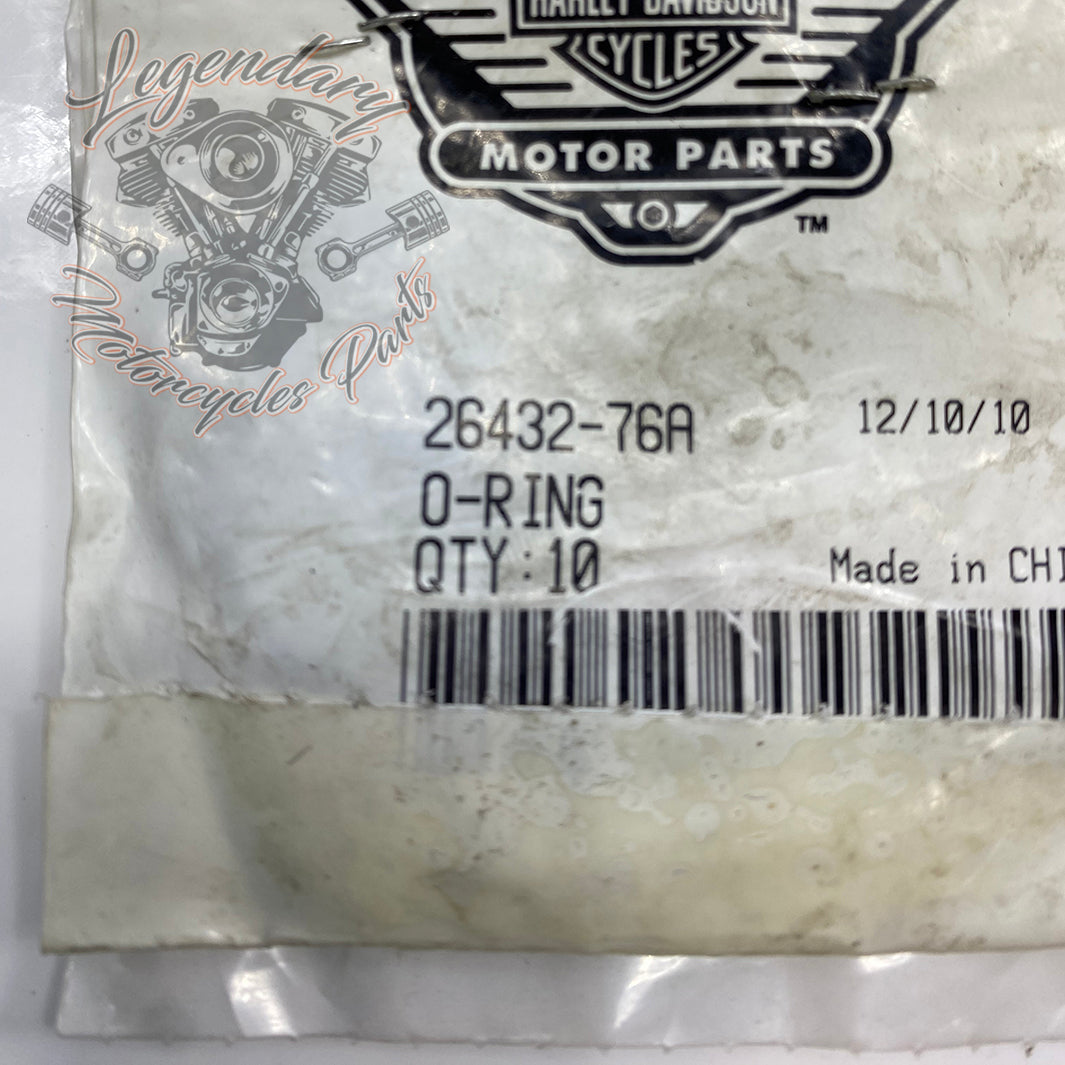 HARLEY-DAVIDSON
CYCLES
MOTOR PARTS
TM
Legendary
Motorcycles Parts
26432-76A
12/10/10
O-RING
QTY:10
Made in CHI